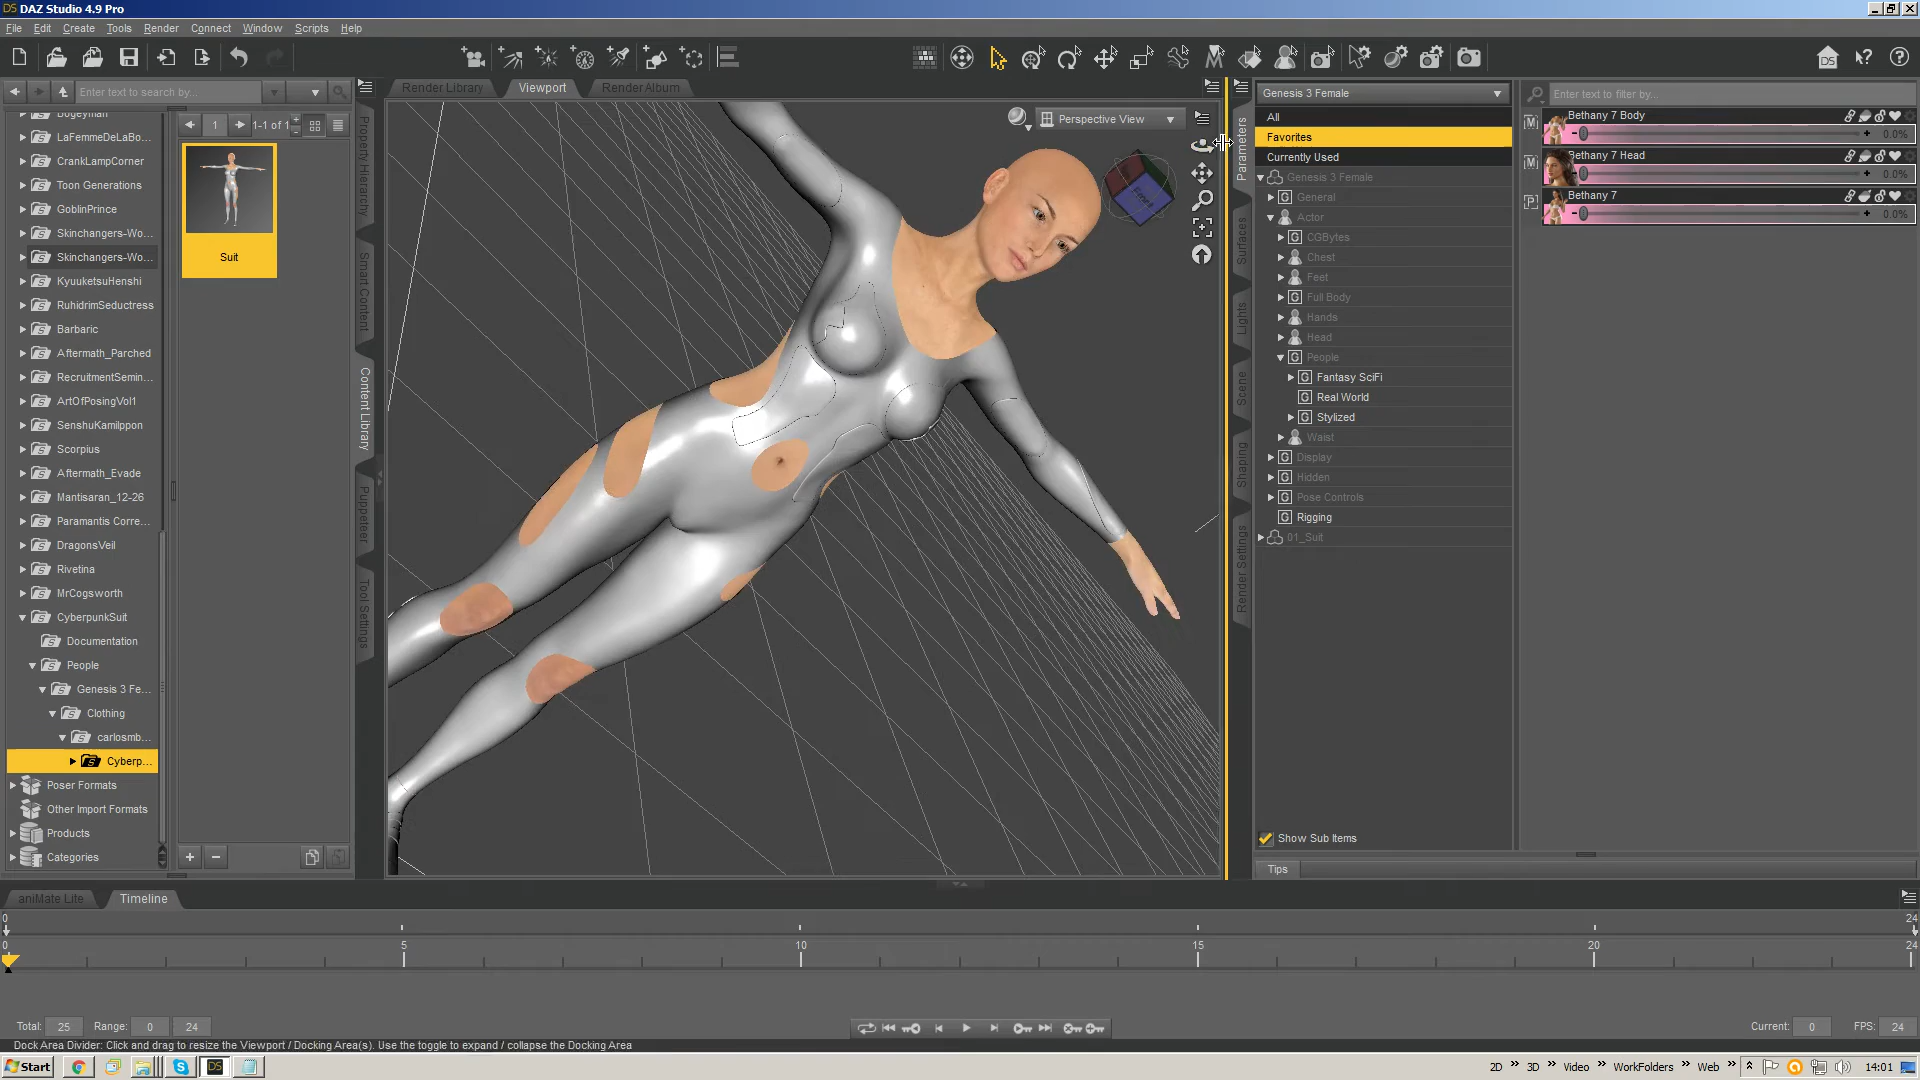 DAZ Studio 4.9 Pro
File Edit Create Tools Render Connect Window Scripts Help
Enter text to search by...
Render Library Viewport Render Album
Genesis 3 Female
Enter text to filter by...
Bogeyman
LaFemmeDeLaBo...
CrankLampCorner
Toon Generations
GoblinPrince
Skinchangers-Wo...
Skinchangers-Wo...
KyuuketsuHenshi
RuhidrimSeductress
Barbaric
Aftermath_Parched
RecruitmentSemin...
ArtOfPosingVol1
SenshuKamilppon
Scorpius
Aftermath_Evade
Mantisaran_12-26
Paramantis Corre...
DragonsVeil
Rivetina
MrCogsworth
CyberpunkSuit
Documentation
People
Genesis 3 Fe...
Clothing
carlosmb...
Cyberp...
Poser Formats
Other Import Formats
Products
Categories
1 1-1 of 1
Suit
Property Hierarchy
Smart Content
Content Library
Puppeteer
Tool Settings
Perspective View
Parameters
Surfaces
Lights
Scene
Shaping
Render Settings
All
Favorites
Currently Used
Genesis 3 Female
G General
Actor
G CGBytes
Chest
Feet
G Full Body
Hands
Head
G People
G Fantasy SciFi
G Real World
G Stylized
Waist
G Display
G Hidden
G Pose Controls
G Rigging
01_Suit
Show Sub Items
Tips
M Bethany 7 Body
0.0%
M Bethany 7 Head
0.0%
P Bethany 7
0.0%
aniMate Lite Timeline
0 24
0 5 10 15 20 24
Total: 25 Range: 0 24
Current: 0 FPS: 24
Dock Area Divider: Click and drag to resize the Viewport / Docking Area(s). Use the toggle to expand / collapse the Docking Area
Start DS 2D 3D Video WorkFolders Web 14:01